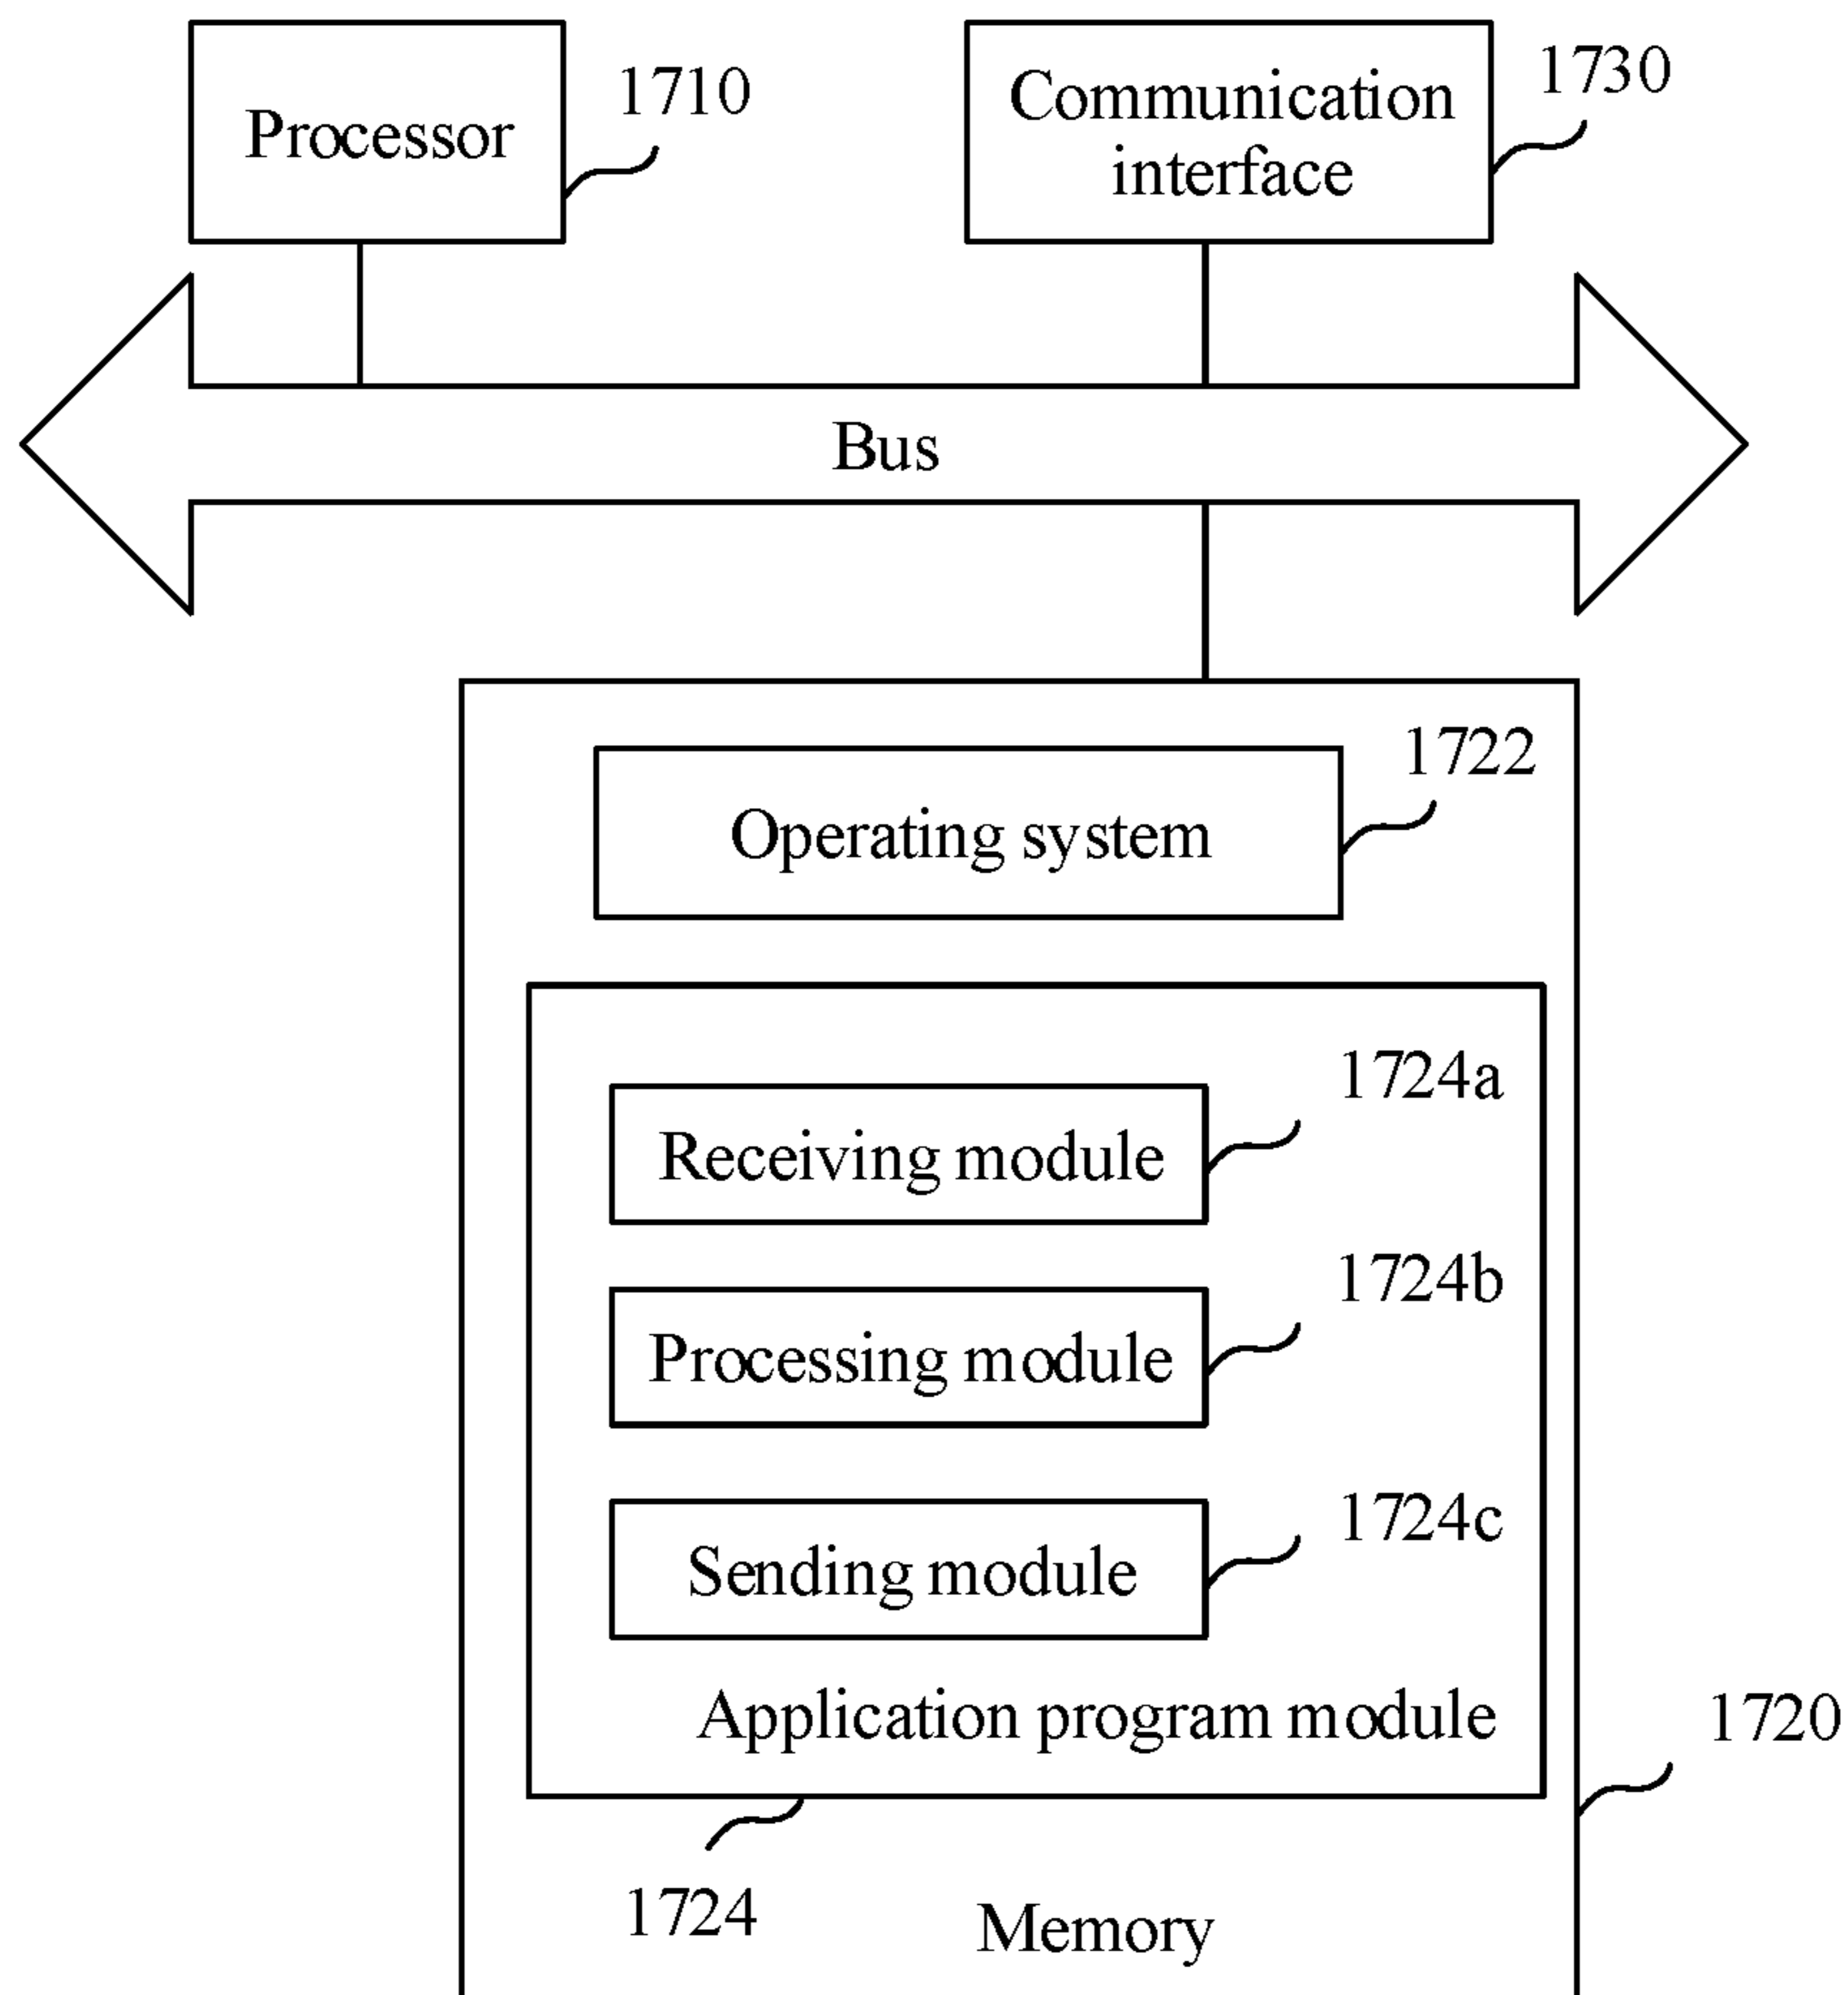 Processor
1710
Communication
interface
1730
Bus
1722
Operating system
1724a
Receiving module
1724b
Processing module
1724c
Sending module
Application program module
1720
1724
Memory